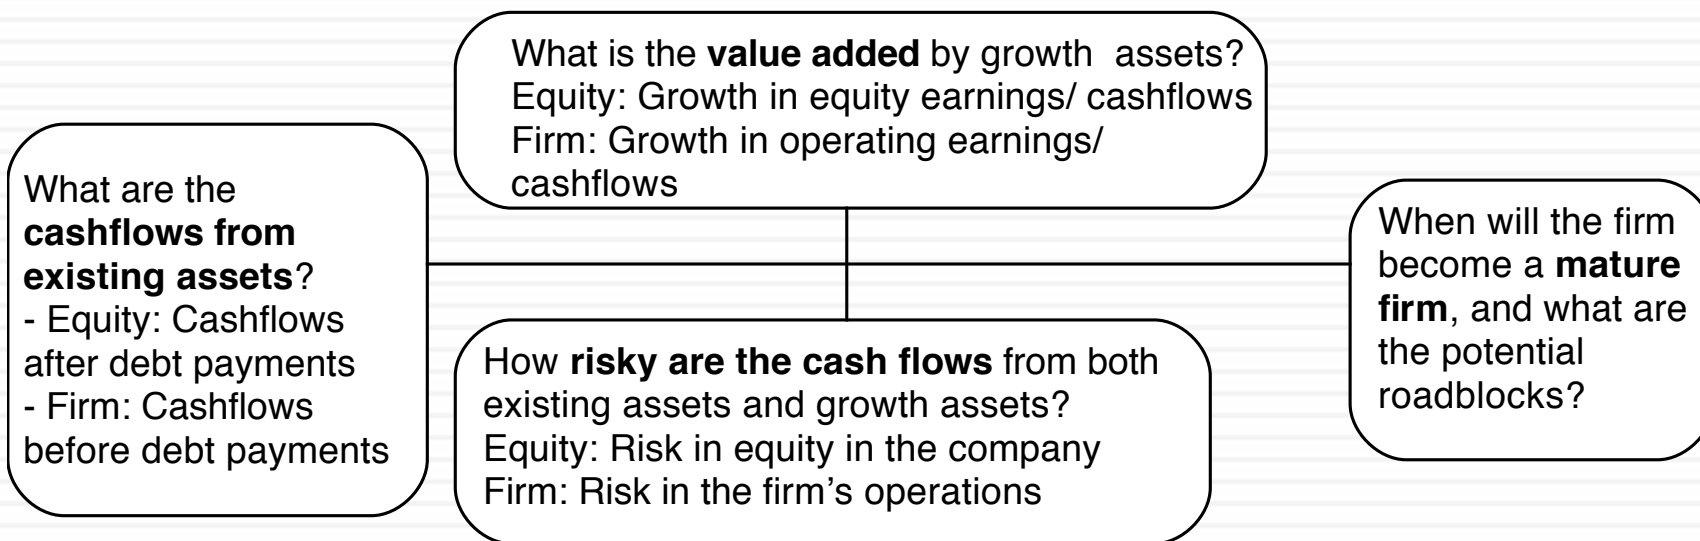 What is the value added by growth assets?
Equity: Growth in equity earnings/ cashflows
Firm: Growth in operating earnings/
cashflows
What are the
cashflows from
existing assets?
- Equity: Cashflows
after debt payments
- Firm: Cashflows
before debt payments
How risky are the cash flows from both
existing assets and growth assets?
Equity: Risk in equity in the company
Firm: Risk in the firm’s operations
When will the firm
become a mature
firm, and what are
the potential
roadblocks?